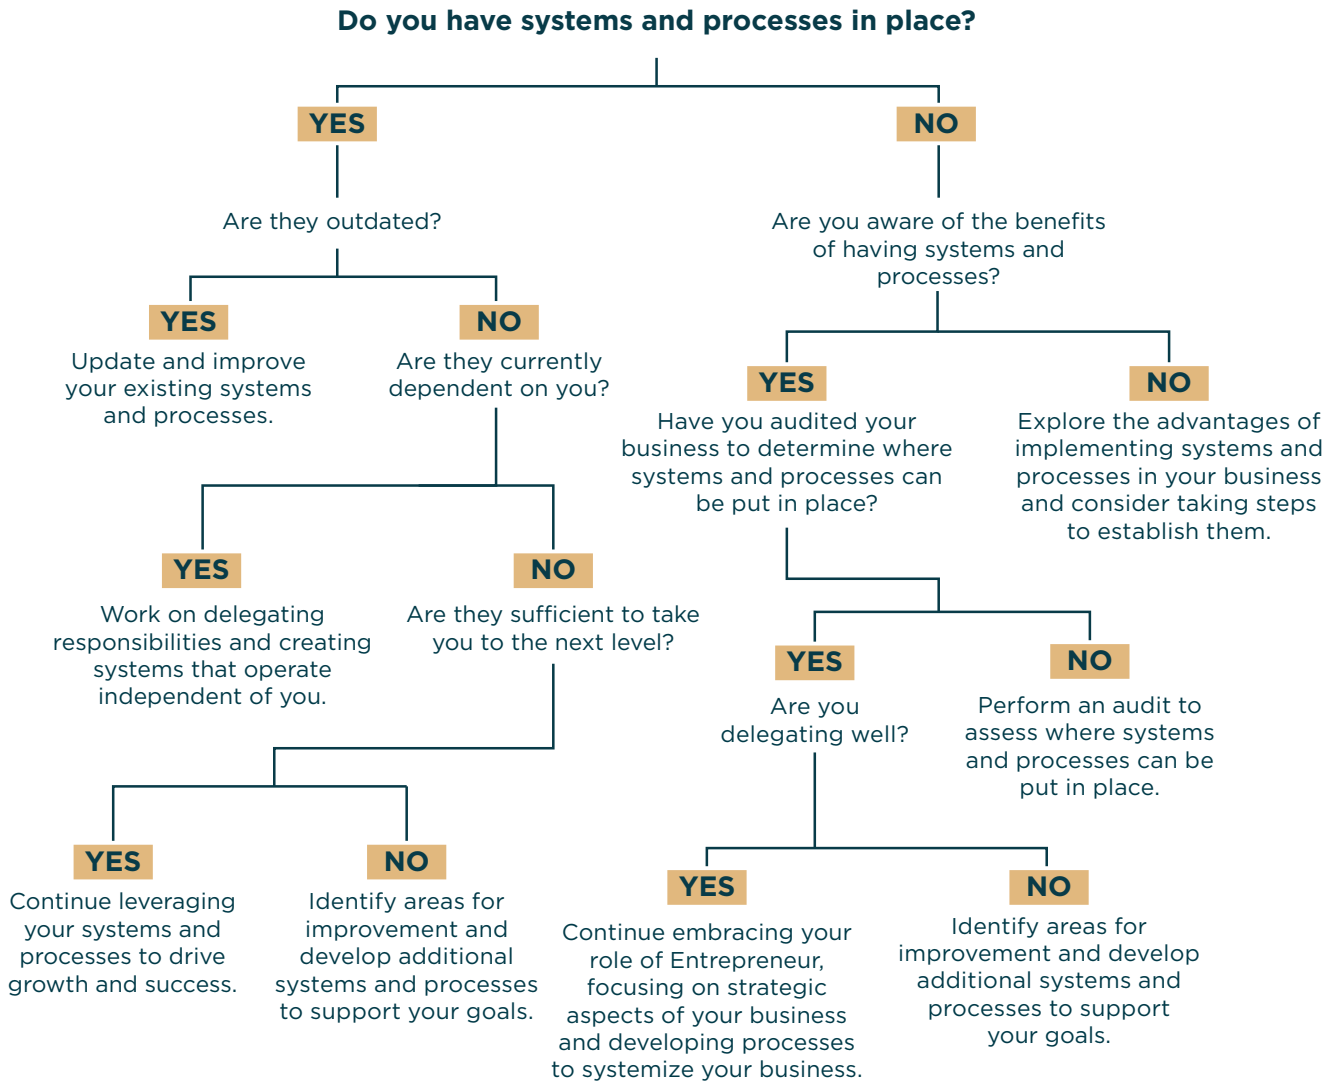 Do you have systems and processes in place?
YES
NO
Are they outdated?
Are you aware of the benefits
of having systems and
processes?
YES
Update and improve
your existing systems
and processes.
NO
Are they currently
dependent on you?
YES
Have you audited your
business to determine where
systems and processes can
be put in place?
NO
Explore the advantages of
implementing systems and
processes in your business
and consider taking steps
to establish them.
YES
Work on delegating
responsibilities and creating
systems that operate
independent of you.
NO
Are they sufficient to take
you to the next level?
YES
Are you
delegating well?
NO
Perform an audit to
assess where systems
and processes can be
put in place.
YES
Continue leveraging
your systems and
processes to drive
growth and success.
NO
Identify areas for
improvement and
develop additional
systems and processes
to support your goals.
YES
Continue embracing your
role of Entrepreneur,
focusing on strategic
aspects of your business
and developing processes
to systemize your business.
NO
Identify areas for
improvement and develop
additional systems and
processes to support
your goals.